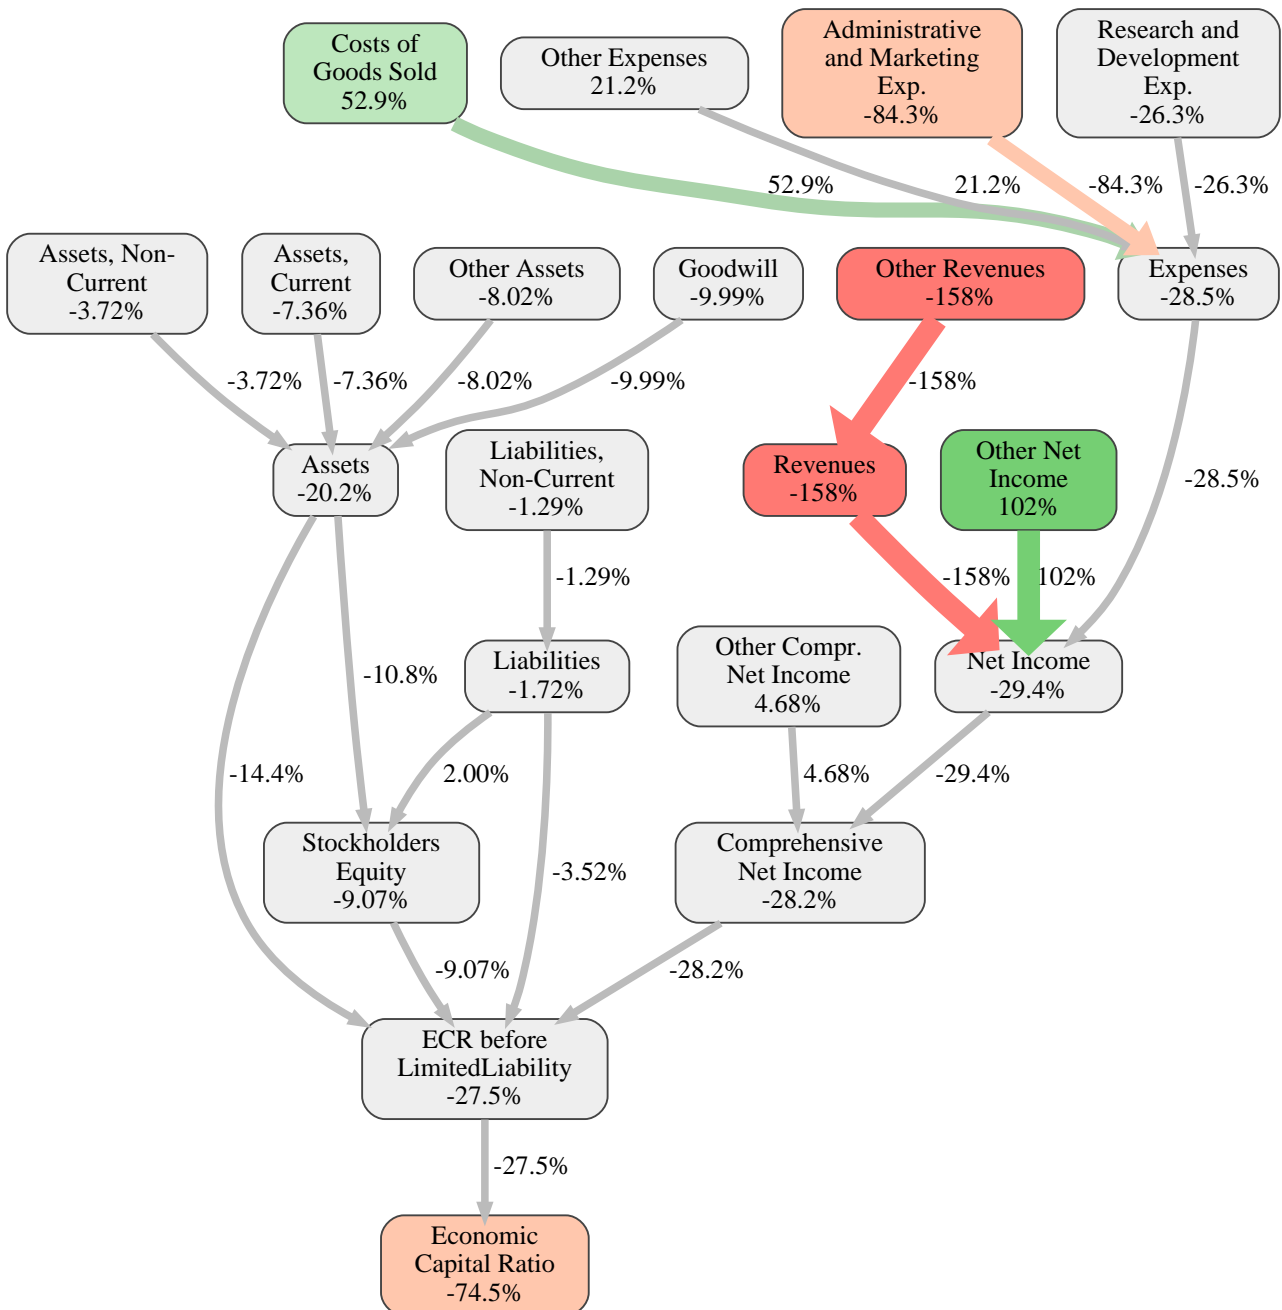 Costs of
Goods Sold
52.9%
Other Expenses
21.2%
Administrative
and Marketing
Exp.
-84.3%
Research and
Development
Exp.
-26.3%
52.9%
21.2%
-84.3%
-26.3%
Assets, Non-
Current
-3.72%
Assets,
Current
-7.36%
Other Assets
-8.02%
Goodwill
-9.99%
Other Revenues
-158%
Expenses
-28.5%
-3.72%
-7.36%
-8.02%
-9.99%
-158%
Assets
-20.2%
Liabilities,
Non-Current
-1.29%
Revenues
-158%
Other Net
Income
102%
-28.5%
-1.29%
-158%
102%
Liabilities
-1.72%
Other Compr.
Net Income
4.68%
Net Income
-29.4%
-10.8%
-14.4%
2.00%
4.68%
-29.4%
Stockholders
Equity
-9.07%
-3.52%
Comprehensive
Net Income
-28.2%
-9.07%
-28.2%
ECR before
LimitedLiability
-27.5%
-27.5%
Economic
Capital Ratio
-74.5%